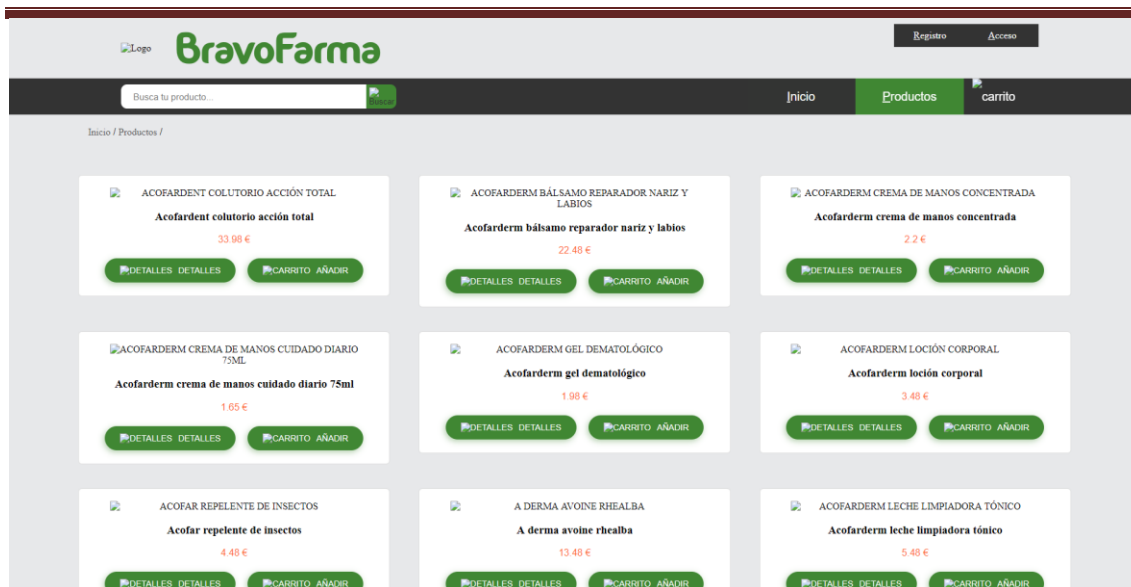 Logo BravoFarma Registro Acceso
Busca tu producto... Buscar Inicio Productos carrito
Inicio / Productos /
ACOFARDENT COLUTORIO ACCIÓN TOTAL
Acofardent colutorio acción total
33.98 €
DETALLES DETALLES CARRITO AÑADIR
ACOFARDERM BÁLSAMO REPARADOR NARIZ Y
LABIOS
Acofarderm bálsamo reparador nariz y labios
22.48 €
DETALLES DETALLES CARRITO AÑADIR
ACOFARDERM CREMA DE MANOS CONCENTRADA
Acofarderm crema de manos concentrada
2.2 €
DETALLES DETALLES CARRITO AÑADIR
ACOFARDERM CREMA DE MANOS CUIDADO DIARIO
75ML
Acofarderm crema de manos cuidado diario 75ml
1.65 €
DETALLES DETALLES CARRITO AÑADIR
ACOFARDERM GEL DEMATOLÓGICO
Acofarderm gel dematológico
1.98 €
DETALLES DETALLES CARRITO AÑADIR
ACOFARDERM LOCIÓN CORPORAL
Acofarderm loción corporal
3.48 €
DETALLES DETALLES CARRITO AÑADIR
ACOFAR REPELENTE DE INSECTOS
Acofar repelente de insectos
4.48 €
DETALLES DETALLES CARRITO AÑADIR
A DERMA AVOINE RHEALBA
A derma avoine rhealba
13.48 €
DETALLES DETALLES CARRITO AÑADIR
ACOFARDERM LECHE LIMPIADORA TÓNICO
Acofarderm leche limpiadora tónico
5.48 €
DETALLES DETALLES CARRITO AÑADIR